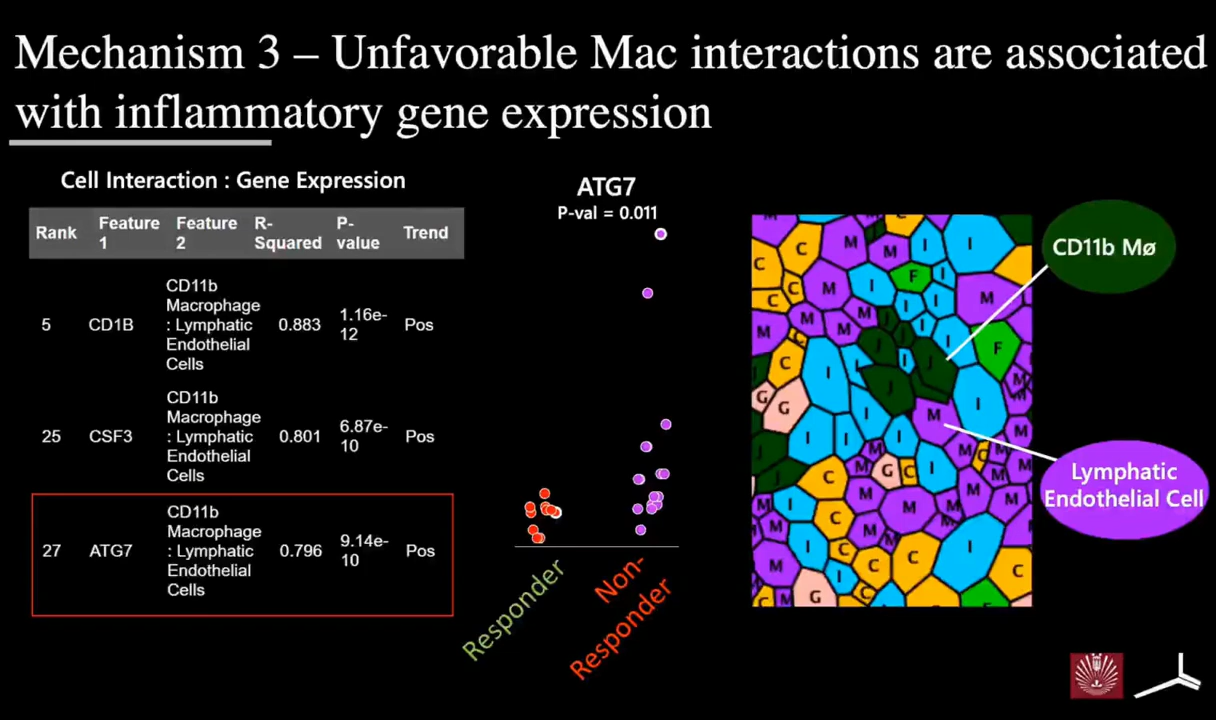 Mechanism 3 – Unfavorable Mac interactions are associated
with inflammatory gene expression
Cell Interaction : Gene Expression
Rank Feature 1 Feature 2 R-Squared P-value Trend
5 CD1B CD11b Macrophage : Lymphatic Endothelial Cells 0.883 1.16e-12 Pos
25 CSF3 CD11b Macrophage : Lymphatic Endothelial Cells 0.801 6.87e-10 Pos
27 ATG7 CD11b Macrophage : Lymphatic Endothelial Cells 0.796 9.14e-10 Pos
ATG7
P-val = 0.011
Responder
Non-
Responder
CD11b Mø
Lymphatic
Endothelial Cell